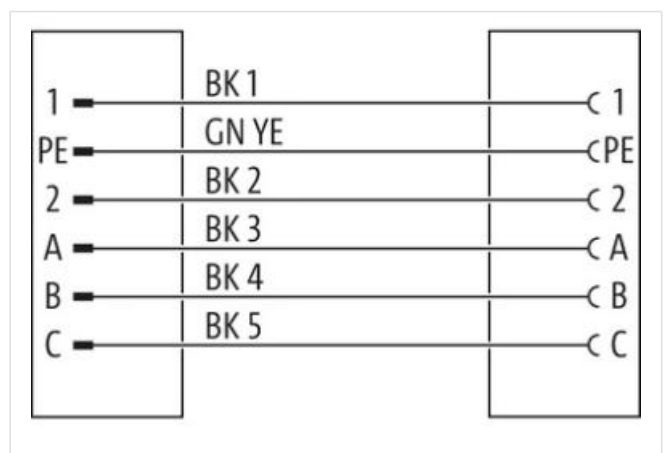 BK 1
1 1
GN YE
PE PE
BK 2
2 2
BK 3
A A
BK 4
B B
BK 5
C C